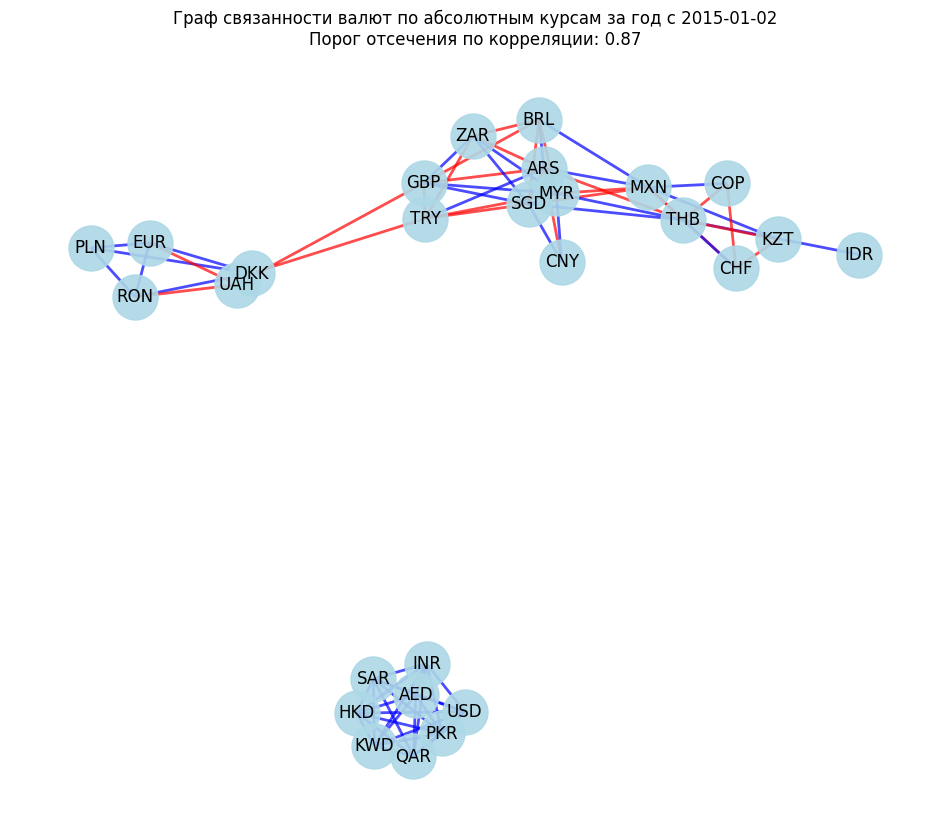 Граф связанности валют по абсолютным курсам за год с 2015-01-02
Порог отсечения по корреляции: 0.87
BRL
ZAR
ARS
GBP
MYR
MXN
COP
SGD
TRY
THB
KZT
PLN
EUR
IDR
CNY
CHF
DKK
UAH
RON
INR
SAR
AED
HKD
USD
PKR
KWD
QAR